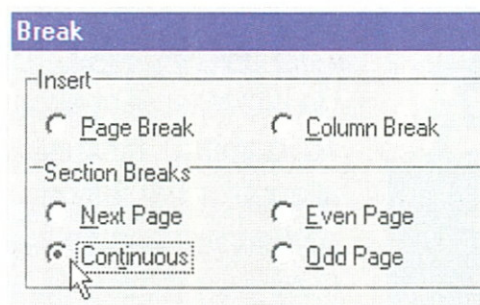 Break
Insert
Page Break Column Break
Section Breaks
Next Page Even Page
Continuous Odd Page